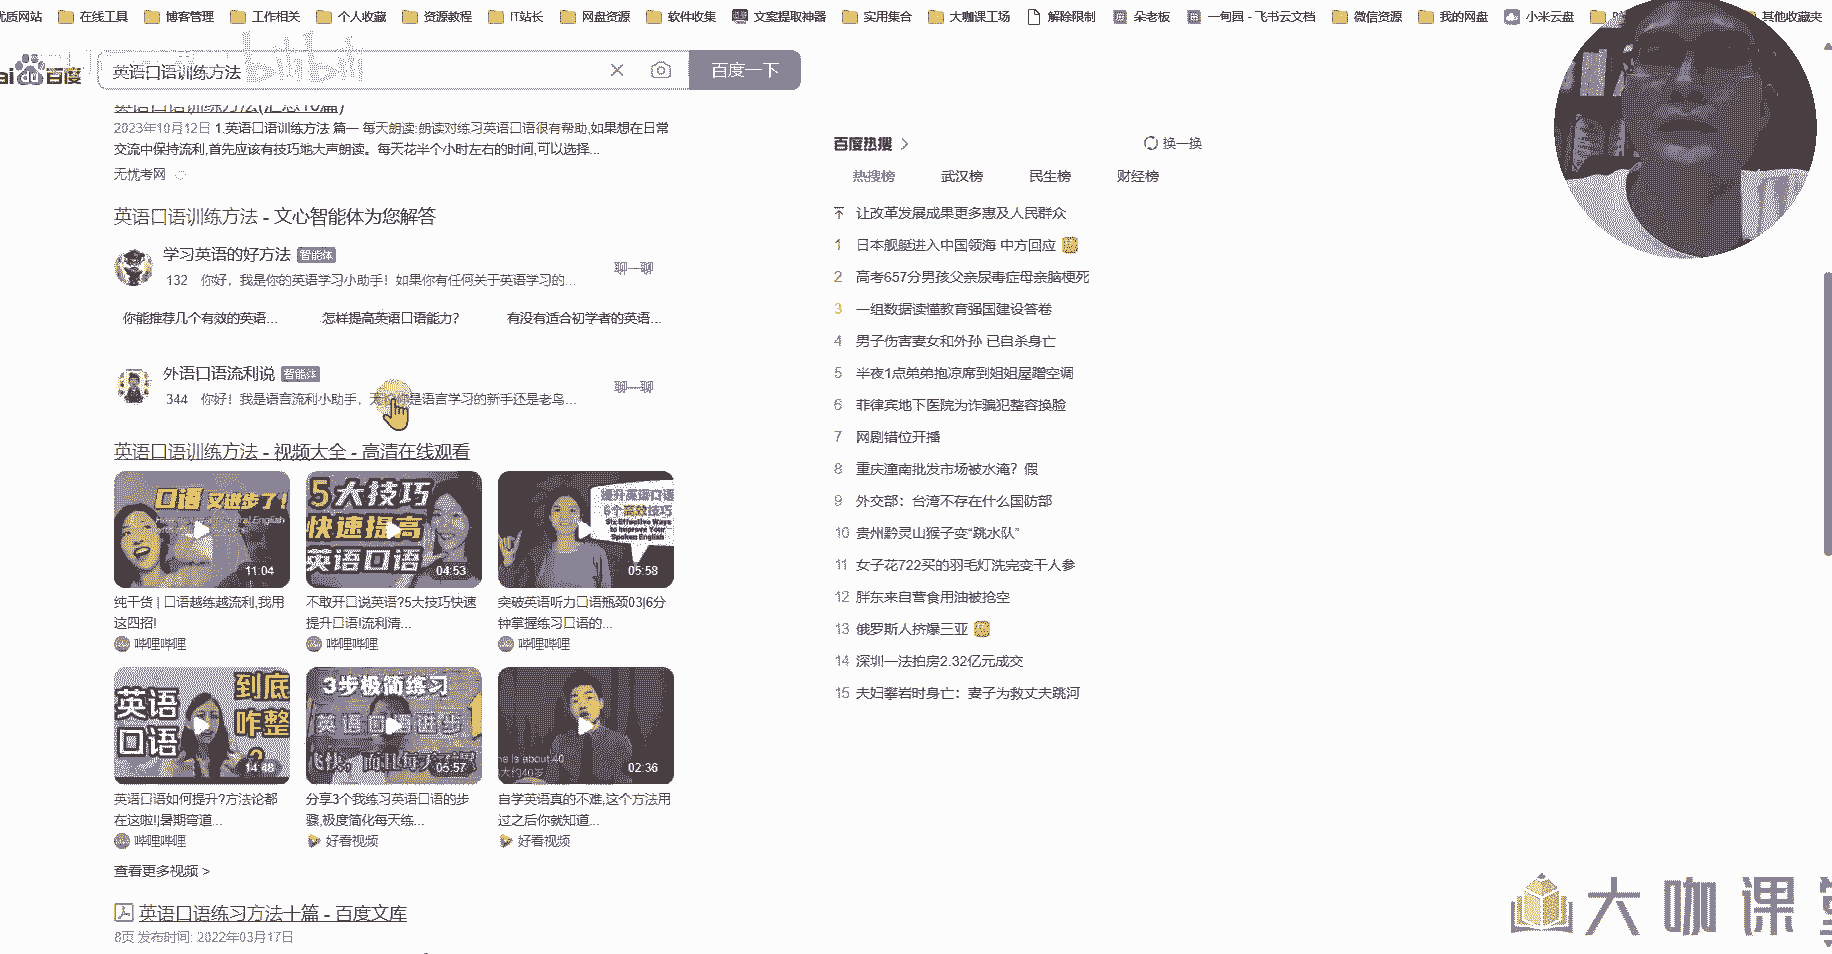 优质网站 在线工具 博客管理 工作相关 个人收藏 资源教程 IT站长 网盘资源 软件收集 文案提取神器 实用集合 大咖课工场 解除限制 朵老板 一甸园 - 飞书云文档 微信资源 我的网盘 小米云盘 其他收藏夹
bilibili
百度
英语口语训练方法
百度一下
英语口语训练方法(汇总10篇)
2023年10月12日 1.英语口语训练方法 篇一 每天朗读:朗读对练习英语口语很有帮助,如果想在日常
交流中保持流利,首先应该有技巧地大声朗读。每天花半个小时左右的时间,可以选择...
无忧考网
英语口语训练方法 - 文心智能体为您解答
学习英语的好方法 智能体
132 你好，我是你的英语学习小助手！如果你有任何关于英语学习的...
聊一聊
你能推荐几个有效的英语... 怎样提高英语口语能力? 有没有适合初学者的英语...
外语口语流利说 智能体
344 你好！我是语言流利小助手，无论你是语言学习的新手还是老鸟...
聊一聊
英语口语训练方法 - 视频大全 - 高清在线观看
口语又进步了!
11:04
5大技巧
快速提高
英语口语
04:53
提升英语口语
6个高效技巧
Six Effective Ways
to Improve Your
Spoken English
05:58
纯干货 | 口语越练越流利,我用
这四招!
哔哩哔哩
不敢开口说英语?5大技巧快速
提升口语!流利清...
哔哩哔哩
突破英语听力口语瓶颈03|6分
钟掌握练习口语的...
哔哩哔哩
英语
口语
到底
咋整
?
14:48
3步极简练习
英语口语进步
05:57
he is about 40
大约40岁
02:36
英语口语如何提升?方法论都
在这啦!|暑期弯道...
哔哩哔哩
分享3个我练习英语口语的步
骤,极度简化每天练...
好看视频
自学英语真的不难,这个方法用
过之后你就知道...
好看视频
查看更多视频 >
英语口语练习方法十篇 - 百度文库
8页 发布时间: 2022年03月17日
百度热搜
换一换
热搜榜 武汉榜 民生榜 财经榜
让改革发展成果更多惠及人民群众
1 日本舰艇进入中国领海 中方回应
2 高考657分男孩父亲尿毒症母亲脑梗死
3 一组数据读懂教育强国建设答卷
4 男子伤害妻女和外孙 已自杀身亡
5 半夜1点弟弟抱凉席到姐姐屋蹭空调
6 菲律宾地下医院为诈骗犯整容换脸
7 网剧错位开播
8 重庆潼南批发市场被水淹？假
9 外交部：台湾不存在什么国防部
10 贵州黔灵山猴子变“跳水队”
11 女子花722买的羽毛灯洗完变干人参
12 胖东来自营食用油被抢空
13 俄罗斯人挤爆三亚
14 深圳一法拍房2.32亿元成交
15 夫妇攀岩时身亡：妻子为救丈夫跳河
大咖课堂